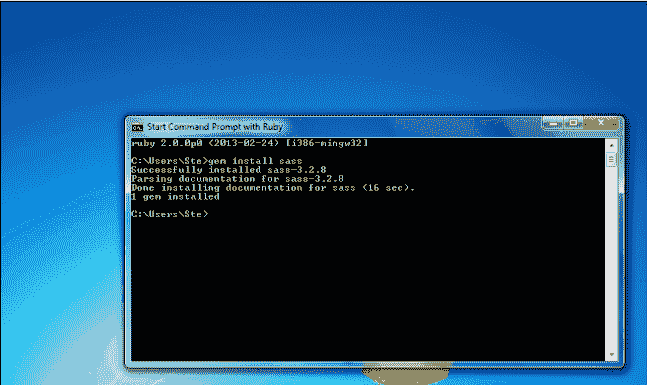 Start Command Prompt with Ruby
ruby 2.0.0p0 (2013-02-24) [i386-mingw32]
C:\Users\Ste>gem install sass
Successfully installed sass-3.2.8
Parsing documentation for sass-3.2.8
Done installing documentation for sass (16 sec).
1 gem installed
C:\Users\Ste>